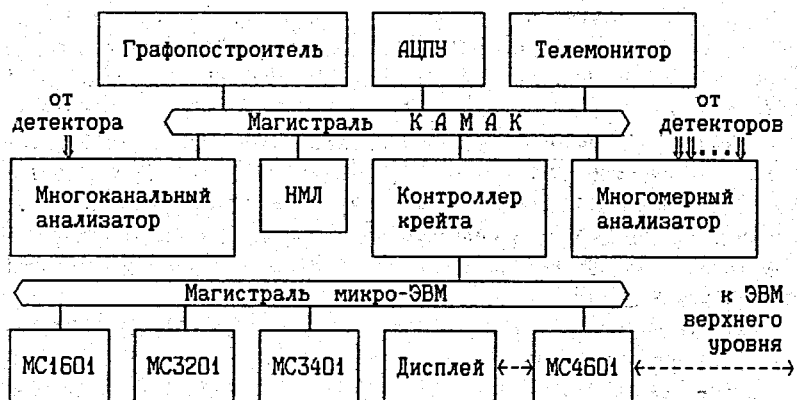 Графопостроитель
АЦПУ
Телемонитор
от
детектора
Магистраль К А М А К
от
детекторов
Многоканальный
анализатор
НМЛ
Контроллер
крейта
Многомерный
анализатор
Магистраль микро-ЭВМ
к ЭВМ
верхнего
уровня
МС1601
МС3201
МС3401
Дисплей
МС4601